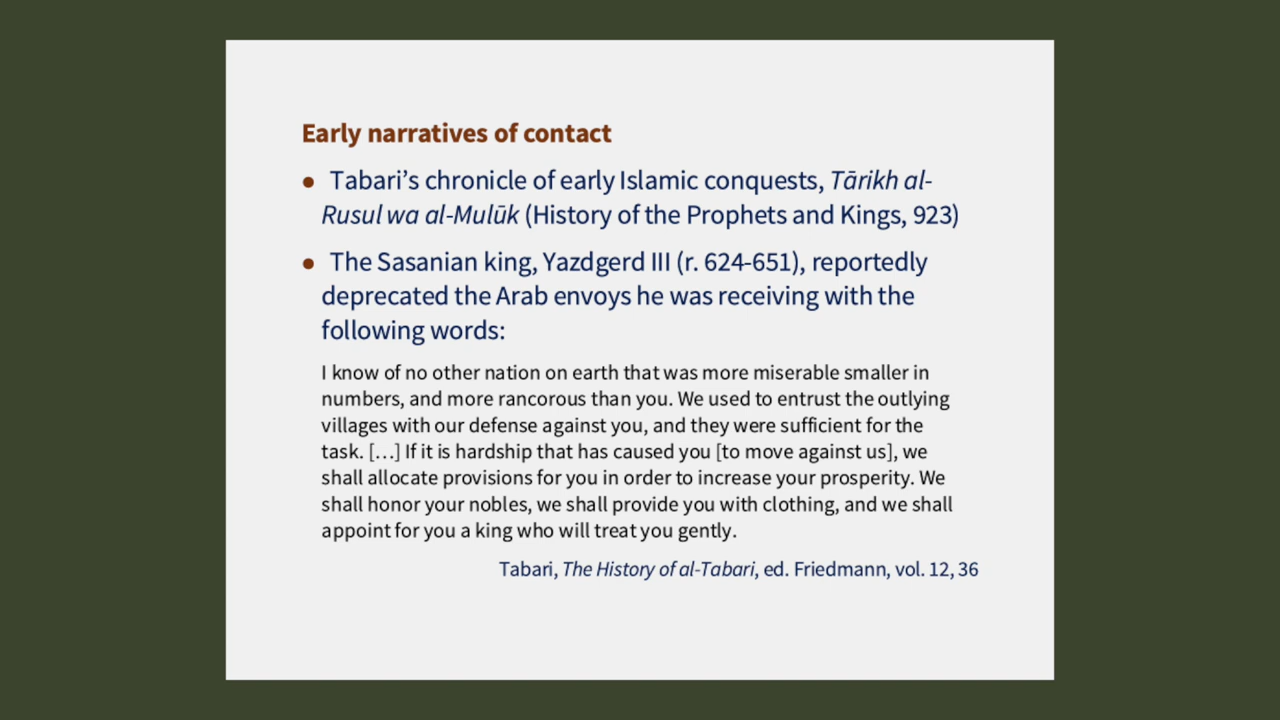 Early narratives of contact
● Tabari’s chronicle of early Islamic conquests, Tārikh al-
Rusul wa al-Mulūk (History of the Prophets and Kings, 923)
● The Sasanian king, Yazdgerd III (r. 624-651), reportedly
deprecated the Arab envoys he was receiving with the
following words:
I know of no other nation on earth that was more miserable smaller in
numbers, and more rancorous than you. We used to entrust the outlying
villages with our defense against you, and they were sufficient for the
task. […] If it is hardship that has caused you [to move against us], we
shall allocate provisions for you in order to increase your prosperity. We
shall honor your nobles, we shall provide you with clothing, and we shall
appoint for you a king who will treat you gently.
Tabari, The History of al-Tabari, ed. Friedmann, vol. 12, 36